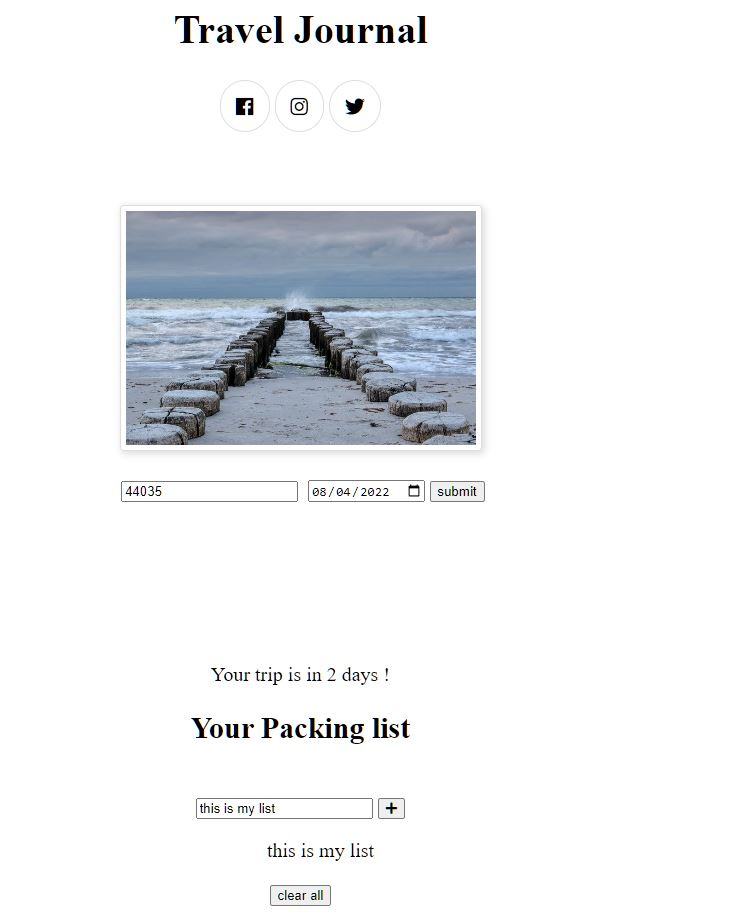 Travel Journal
44035 08/04/2022 submit
Your trip is in 2 days !
Your Packing list
this is my list +
this is my list
clear all